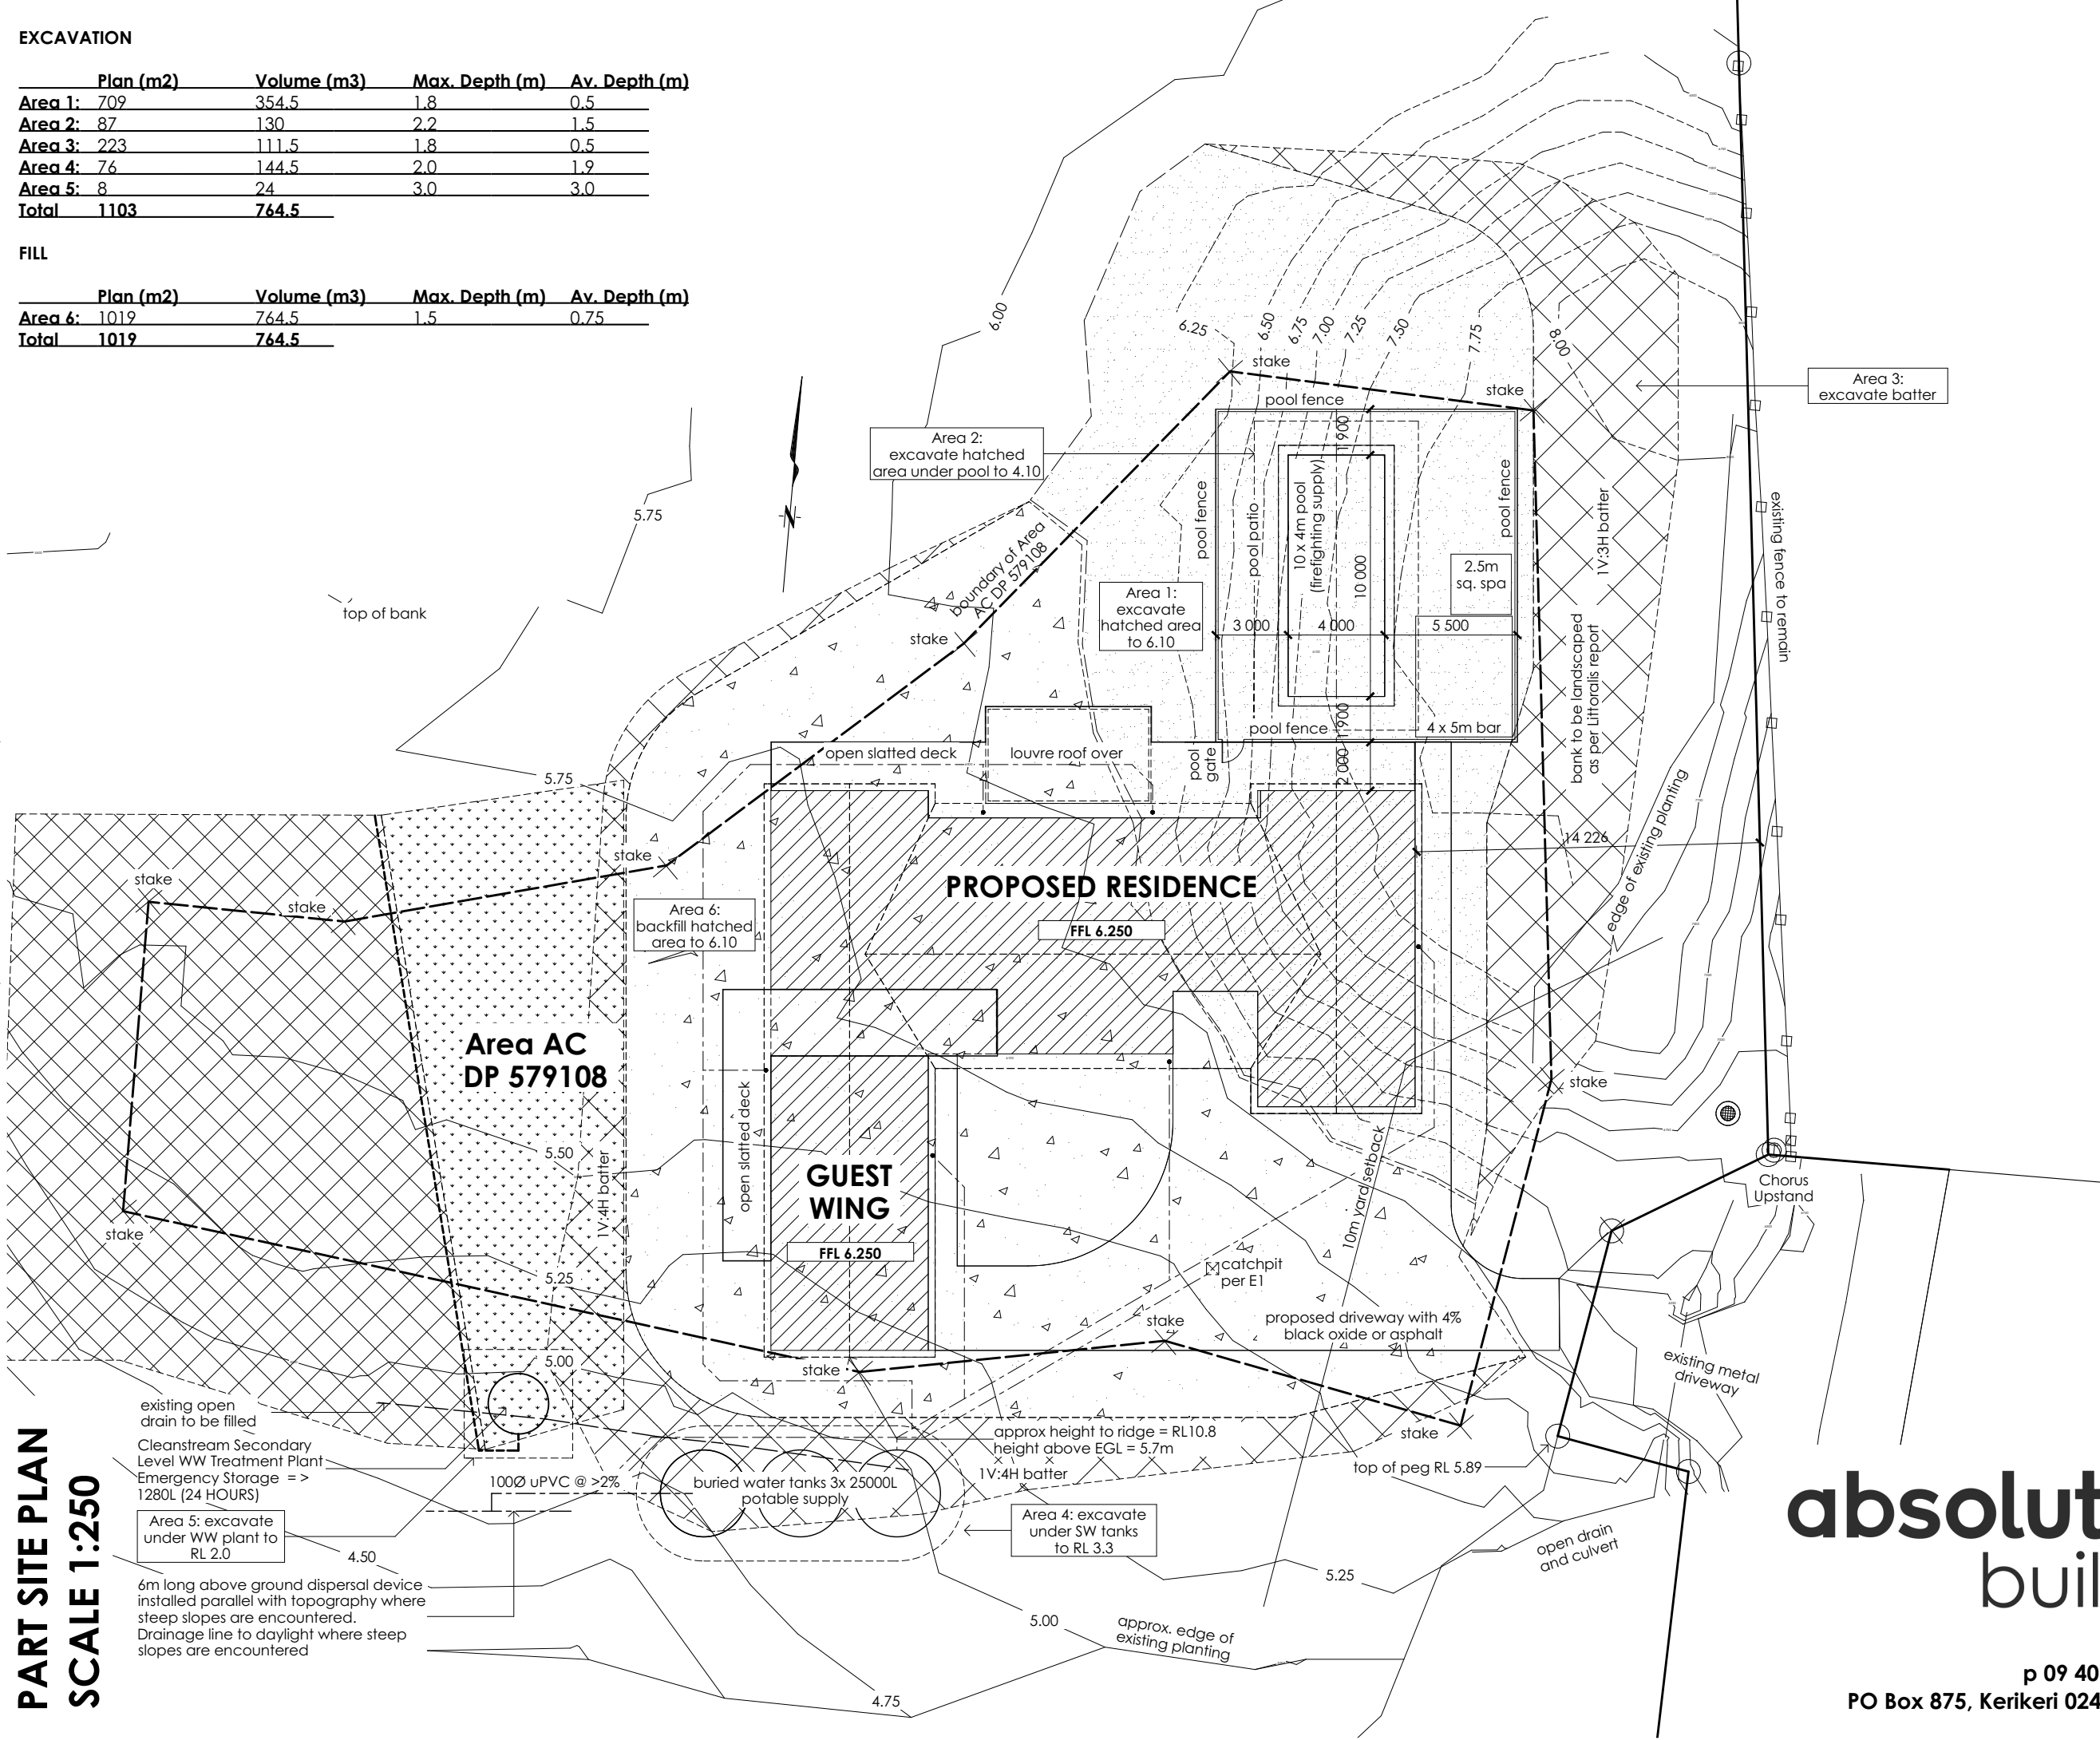 EXCAVATION
Plan (m2) Volume (m3) Max. Depth (m) Av. Depth (m)
Area 1: 709 354.5 1.8 0.5
Area 2: 87 130 2.2 1.5
Area 3: 223 111.5 1.8 0.5
Area 4: 76 144.5 2.0 1.9
Area 5: 8 24 3.0 3.0
Total 1103 764.5
FILL
Plan (m2) Volume (m3) Max. Depth (m) Av. Depth (m)
Area 6: 1019 764.5 1.5 0.75
Total 1019 764.5
6.00
6.25
6.50
6.75
7.00
7.25
7.50
7.75
8.00
stake
stake
pool fence
Area 3:
excavate batter
Area 2:
excavate hatched
area under pool to 4.10
1 900
pool fence
pool patio
10 x 4m pool
(firefighting supply)
10 000
pool fence
1V:3H batter
existing fence to remain
5.75
N
boundary of Area
AC DP 579108
2.5m
sq. spa
top of bank
Area 1:
excavate
hatched area
to 6.10
3 000
4 000
5 500
stake
bank to be landscaped
as per Littoralis report
1 900
pool fence
4 x 5m bar
open slatted deck
louvre roof over
pool
gate
2 000
5.75
14 226
edge of existing planting
stake
stake
stake
PROPOSED RESIDENCE
FFL 6.250
Area 6:
backfill hatched
area to 6.10
Area AC
DP 579108
stake
open slatted deck
5.50
1V:4H batter
GUEST
WING
FFL 6.250
10m yard setback
Chorus
Upstand
stake
5.25
catchpit
per E1
stake
proposed driveway with 4%
black oxide or asphalt
5.00
stake
existing metal
driveway
existing open
drain to be filled
stake
approx height to ridge = RL10.8
height above EGL = 5.7m
Cleanstream Secondary
Level WW Treatment Plant
Emergency Storage = >
1280L (24 HOURS)
1V:4H batter
top of peg RL 5.89
100Ø uPVC @ >2%
buried water tanks 3x 25000L
potable supply
Area 5: excavate
under WW plant to
RL 2.0
Area 4: excavate
under SW tanks
to RL 3.3
open drain
and culvert
4.50
5.25
6m long above ground dispersal device
installed parallel with topography where
steep slopes are encountered.
Drainage line to daylight where steep
slopes are encountered
5.00
approx. edge of
existing planting
4.75
PART SITE PLAN
SCALE 1:250
absolut
buil
p 09 40
PO Box 875, Kerikeri 024